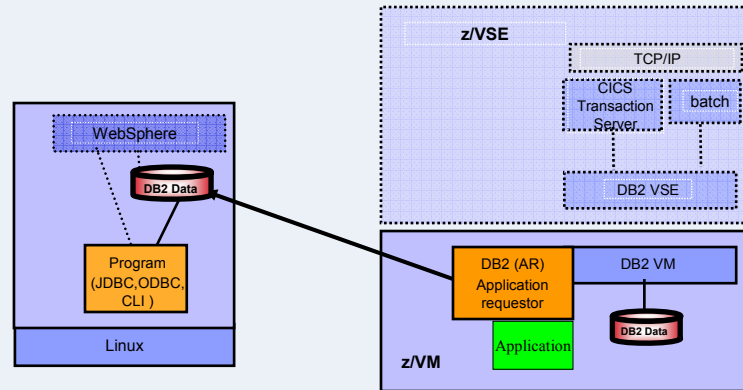 WebSphere
DB2 Data
Program
(JDBC,ODBC,
CLI )
Linux
z/VSE
TCP/IP
CICS
Transaction
Server
batch
DB2 VSE
DB2 (AR)
Application
requestor
DB2 VM
Application
DB2 Data
z/VM